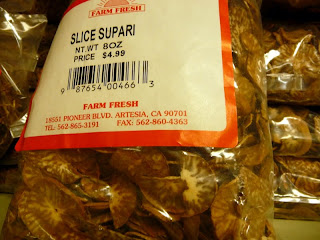 FARM FRESH
SLICE SUPARI
NT.WT 8OZ
PRICE $4.99
9 87654 00466 3
FARM FRESH
18551 PIONEER BLVD. ARTESIA, CA 90701
TEL: 562-865-3191 FAX: 562-860-4363